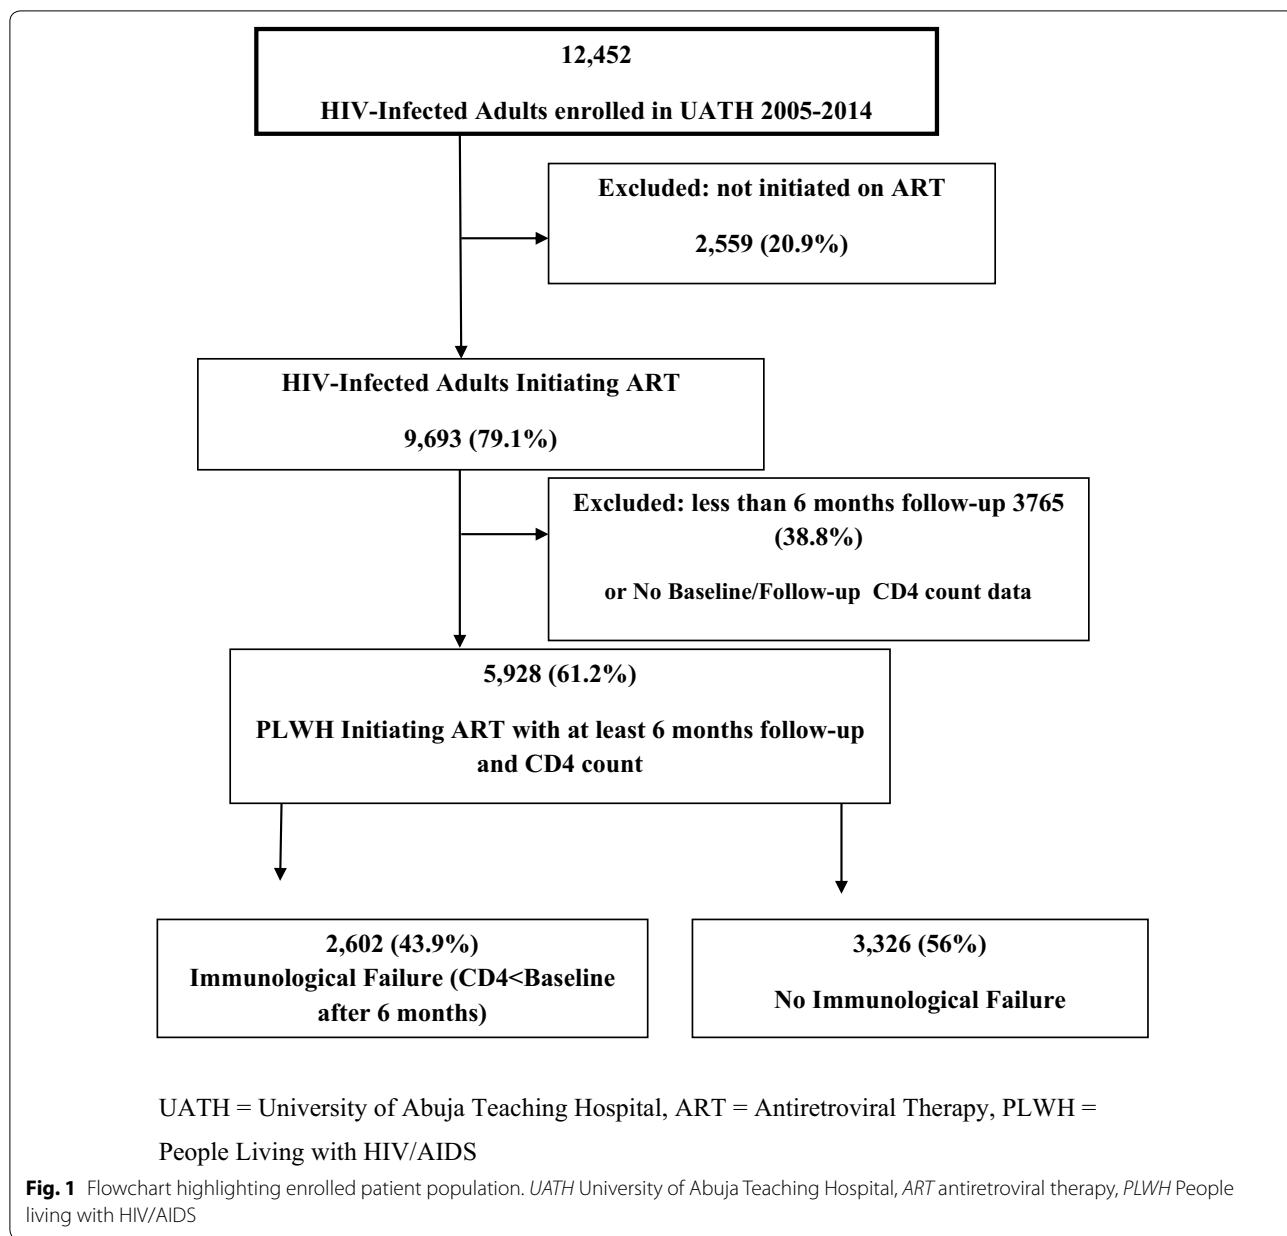 12,452
HIV-Infected Adults enrolled in UATH 2005-2014
Excluded: not initiated on ART
2,559 (20.9%)
HIV-Infected Adults Initiating ART
9,693 (79.1%)
Excluded: less than 6 months follow-up 3765
(38.8%)
or No Baseline/Follow-up CD4 count data
5,928 (61.2%)
PLWH Initiating ART with at least 6 months follow-up
and CD4 count
2,602 (43.9%)
Immunological Failure (CD4<Baseline
after 6 months)
3,326 (56%)
No Immunological Failure
UATH = University of Abuja Teaching Hospital, ART = Antiretroviral Therapy, PLWH =
People Living with HIV/AIDS
Fig. 1 Flowchart highlighting enrolled patient population. UATH University of Abuja Teaching Hospital, ART antiretroviral therapy, PLWH People
living with HIV/AIDS